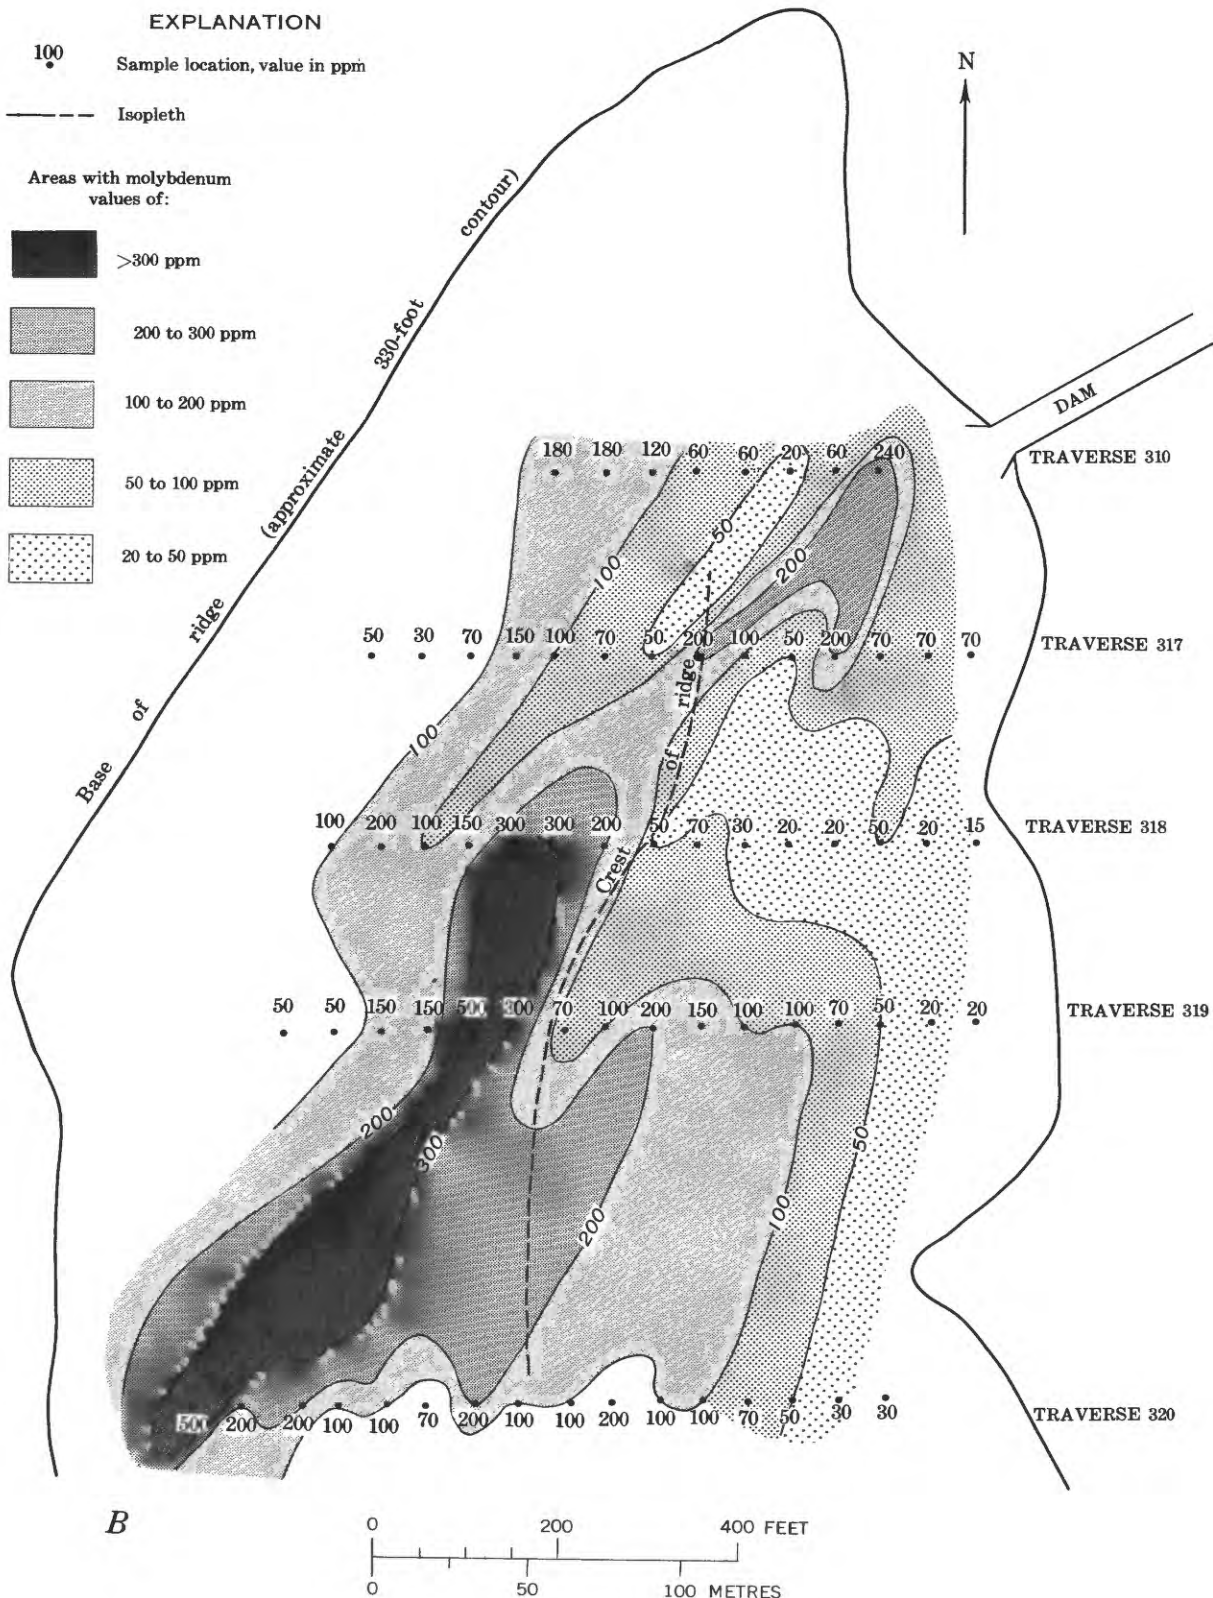 EXPLANATION
100
Sample location, value in ppm
Isopleth
Areas with molybdenum
values of:
>300 ppm
200 to 300 ppm
100 to 200 ppm
50 to 100 ppm
20 to 50 ppm
N
DAM
Base of ridge (approximate 330-foot contour)
180 180 120 60 60 20 60 240
TRAVERSE 310
50
200
100
50 30 70 150 100 70 50 200 100 50 200 70 70 70
TRAVERSE 317
100
Crest of ridge
100 200 100 150 300 300 200 50 70 30 20 20 50 20 15
TRAVERSE 318
50 50 150 150 500 300 70 100 200 150 100 100 70 50 20 20
TRAVERSE 319
200
300
50
200
100
500 200 200 100 100 70 200 100 100 200 100 100 70 50 30 30
TRAVERSE 320
B
0 200 400 FEET
0 50 100 METRES